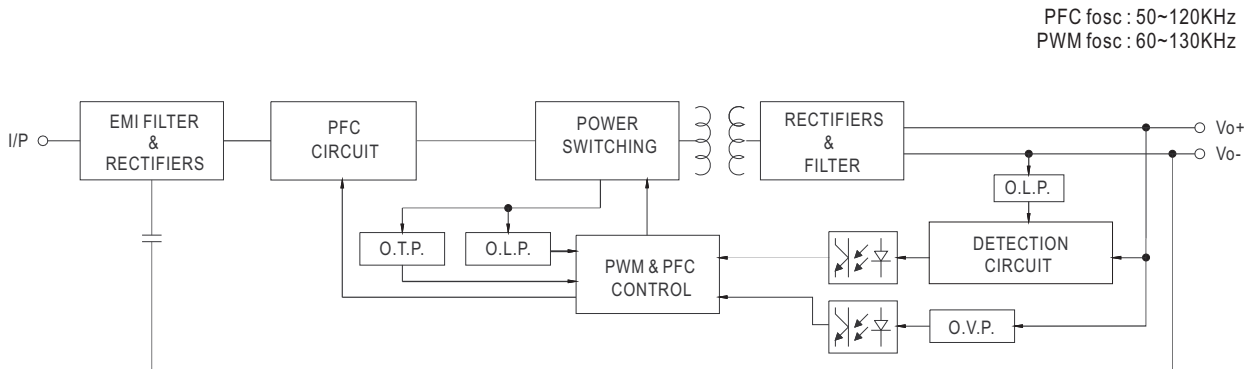 PFC fosc : 50~120KHz
PWM fosc : 60~130KHz
I/P
EMI FILTER
&
RECTIFIERS
PFC
CIRCUIT
POWER
SWITCHING
RECTIFIERS
&
FILTER
Vo+
Vo-
O.L.P.
O.T.P.
O.L.P.
PWM & PFC
CONTROL
DETECTION
CIRCUIT
O.V.P.